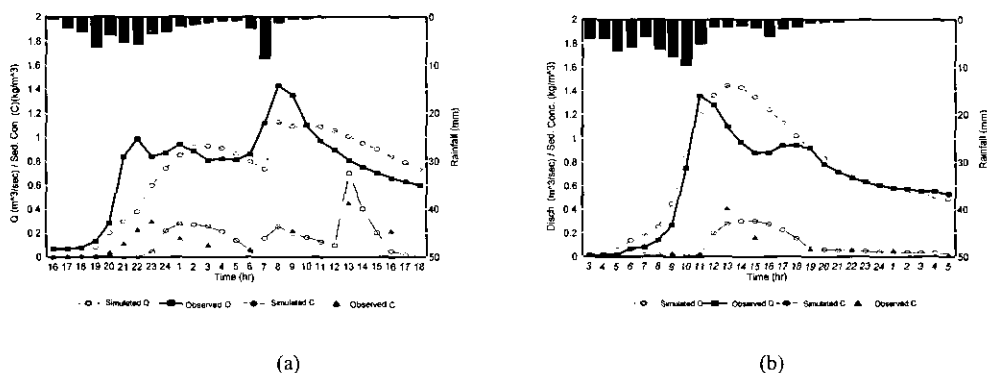 2
1.8
1.6
1.4
1.2
1
0.8
0.6
0.4
0.2
0
Q (m^3/sec) / Sed. Con. (C)(kg/m^3)
0
10
20
30
40
50
Rainfall (mm)
16 17 18 19 20 21 22 23 24 1 2 3 4 5 6 7 8 9 10 11 12 13 14 15 16 17 18
Time (hr)
Simulated Q Observed Q Simulated C Observed C
(a)
2
1.8
1.6
1.4
1.2
1
0.8
0.6
0.4
0.2
0
Disch (m^3/sec) / Sed. Conc. (kg/m^3)
0
10
20
30
40
50
Rainfall (mm)
3 4 5 6 7 8 9 10 11 12 13 14 15 16 17 18 19 20 21 22 23 24 1 2 3 4 5
Time (hr)
Simulated Q Observed Q Simulated C Observed C
(b)